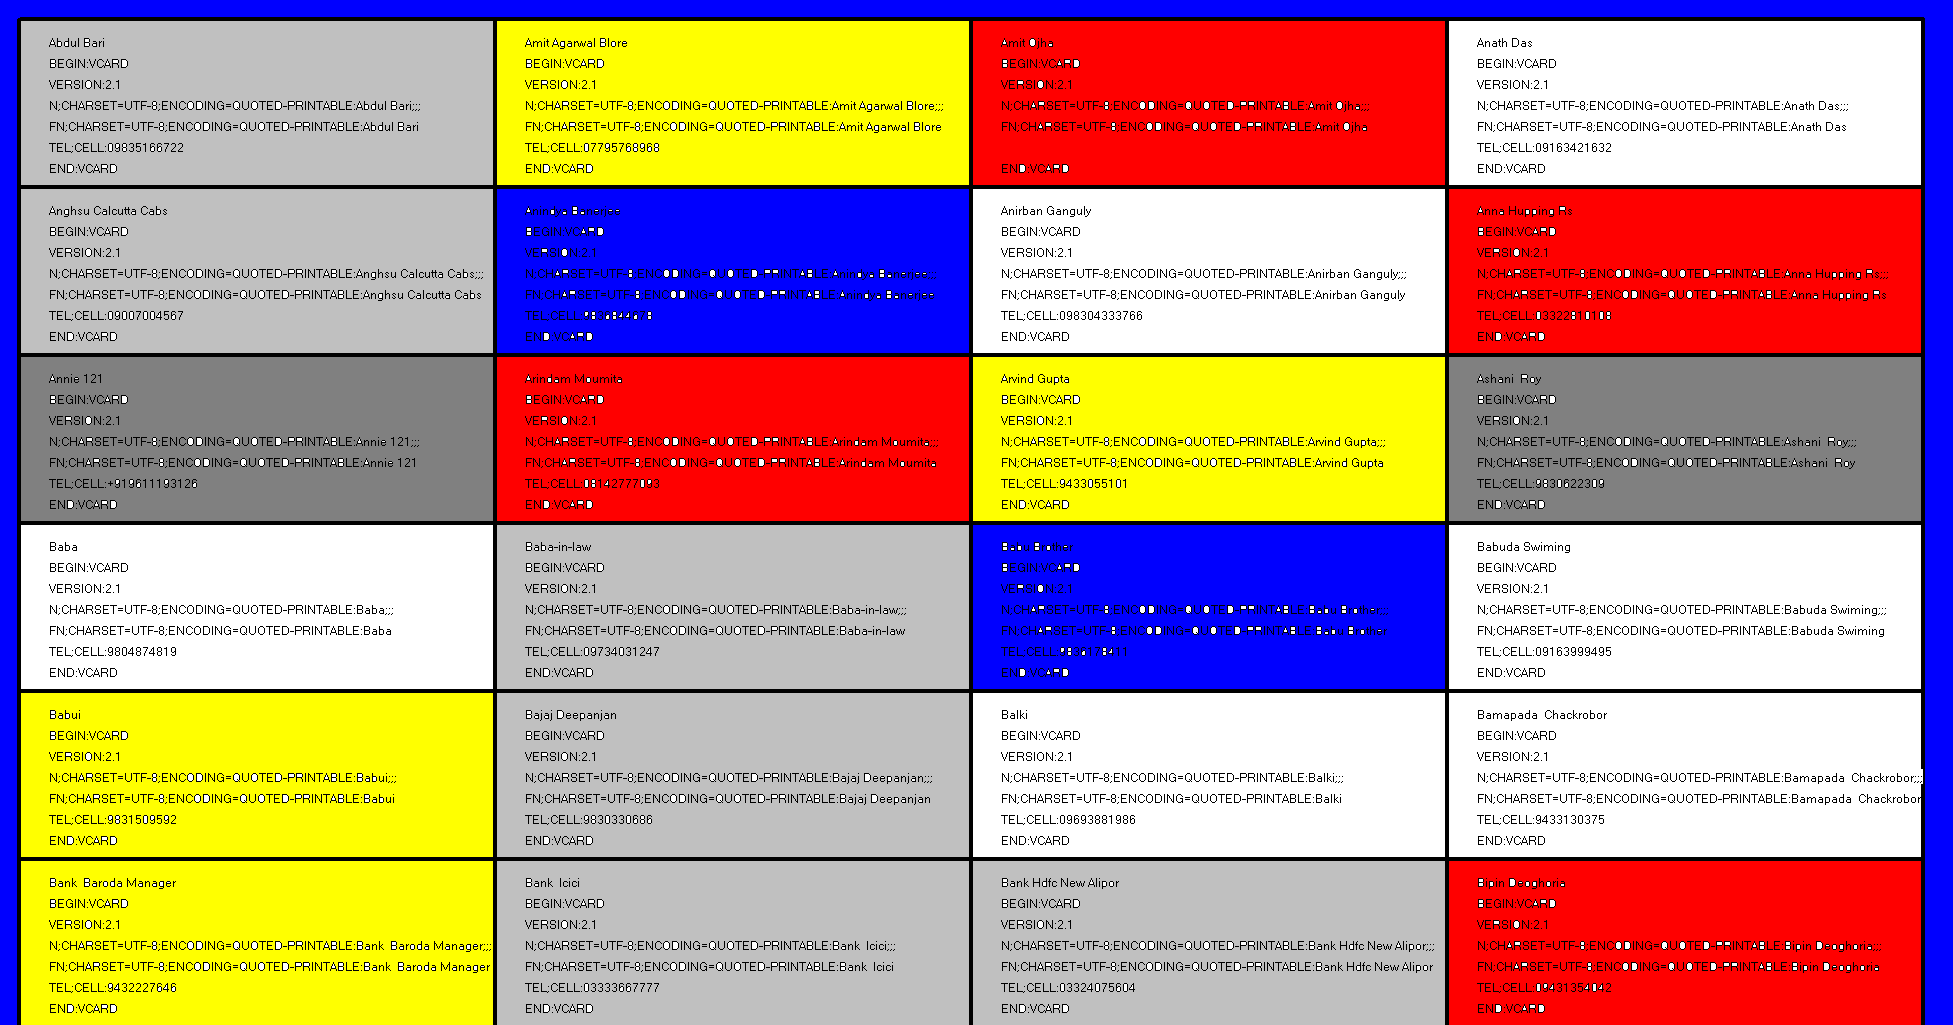 Abdul Bari
BEGIN:VCARD
VERSION:2.1
N;CHARSET=UTF-8;ENCODING=QUOTED-PRINTABLE:Abdul Bari;;;
FN;CHARSET=UTF-8;ENCODING=QUOTED-PRINTABLE:Abdul Bari
TEL;CELL:09835166722
END:VCARD
Amit Agarwal Blore
BEGIN:VCARD
VERSION:2.1
N;CHARSET=UTF-8;ENCODING=QUOTED-PRINTABLE:Amit Agarwal Blore;;;
FN;CHARSET=UTF-8;ENCODING=QUOTED-PRINTABLE:Amit Agarwal Blore
TEL;CELL:07795768968
END:VCARD
Amit Ojha
BEGIN:VCARD
VERSION:2.1
N;CHARSET=UTF-8;ENCODING=QUOTED-PRINTABLE:Amit Ojha;;;
FN;CHARSET=UTF-8;ENCODING=QUOTED-PRINTABLE:Amit Ojha
END:VCARD
Anath Das
BEGIN:VCARD
VERSION:2.1
N;CHARSET=UTF-8;ENCODING=QUOTED-PRINTABLE:Anath Das;;;
FN;CHARSET=UTF-8;ENCODING=QUOTED-PRINTABLE:Anath Das
TEL;CELL:09163421632
END:VCARD
Anghsu Calcutta Cabs
BEGIN:VCARD
VERSION:2.1
N;CHARSET=UTF-8;ENCODING=QUOTED-PRINTABLE:Anghsu Calcutta Cabs;;;
FN;CHARSET=UTF-8;ENCODING=QUOTED-PRINTABLE:Anghsu Calcutta Cabs
TEL;CELL:09007004567
END:VCARD
Anindya Banerjee
BEGIN:VCARD
VERSION:2.1
N;CHARSET=UTF-8;ENCODING=QUOTED-PRINTABLE:Anindya Banerjee;;;
FN;CHARSET=UTF-8;ENCODING=QUOTED-PRINTABLE:Anindya Banerjee
END:VCARD
Anirban Ganguly
BEGIN:VCARD
VERSION:2.1
N;CHARSET=UTF-8;ENCODING=QUOTED-PRINTABLE:Anirban Ganguly;;;
FN;CHARSET=UTF-8;ENCODING=QUOTED-PRINTABLE:Anirban Ganguly
TEL;CELL:098304333766
END:VCARD
Anna Hupping Rs
BEGIN:VCARD
VERSION:2.1
N;CHARSET=UTF-8;ENCODING=QUOTED-PRINTABLE:Anna Hupping Rs;;;
FN;CHARSET=UTF-8;ENCODING=QUOTED-PRINTABLE:Anna Hupping Rs
TEL;CELL:03322810108
END:VCARD
Annie 121
BEGIN:VCARD
VERSION:2.1
N;CHARSET=UTF-8;ENCODING=QUOTED-PRINTABLE:Annie 121;;;
FN;CHARSET=UTF-8;ENCODING=QUOTED-PRINTABLE:Annie 121
TEL;CELL:+919611193126
END:VCARD
Arindam Moumita
BEGIN:VCARD
VERSION:2.1
N;CHARSET=UTF-8;ENCODING=QUOTED-PRINTABLE:Arindam Moumita;;;
FN;CHARSET=UTF-8;ENCODING=QUOTED-PRINTABLE:Arindam Moumita
TEL;CELL:08142777093
END:VCARD
Arvind Gupta
BEGIN:VCARD
VERSION:2.1
N;CHARSET=UTF-8;ENCODING=QUOTED-PRINTABLE:Arvind Gupta;;;
FN;CHARSET=UTF-8;ENCODING=QUOTED-PRINTABLE:Arvind Gupta
TEL;CELL:9433055101
END:VCARD
Ashani  Roy
BEGIN:VCARD
VERSION:2.1
N;CHARSET=UTF-8;ENCODING=QUOTED-PRINTABLE:Ashani  Roy;;;
FN;CHARSET=UTF-8;ENCODING=QUOTED-PRINTABLE:Ashani  Roy
TEL;CELL:9830622309
END:VCARD
Baba
BEGIN:VCARD
VERSION:2.1
N;CHARSET=UTF-8;ENCODING=QUOTED-PRINTABLE:Baba;;;
FN;CHARSET=UTF-8;ENCODING=QUOTED-PRINTABLE:Baba
TEL;CELL:9804874819
END:VCARD
Baba-in-law
BEGIN:VCARD
VERSION:2.1
N;CHARSET=UTF-8;ENCODING=QUOTED-PRINTABLE:Baba-in-law;;;
FN;CHARSET=UTF-8;ENCODING=QUOTED-PRINTABLE:Baba-in-law
TEL;CELL:09734031247
END:VCARD
Babu Brother
BEGIN:VCARD
VERSION:2.1
N;CHARSET=UTF-8;ENCODING=QUOTED-PRINTABLE:Babu Brother;;;
FN;CHARSET=UTF-8;ENCODING=QUOTED-PRINTABLE:Babu Brother
END:VCARD
Babuda Swiming
BEGIN:VCARD
VERSION:2.1
N;CHARSET=UTF-8;ENCODING=QUOTED-PRINTABLE:Babuda Swiming;;;
FN;CHARSET=UTF-8;ENCODING=QUOTED-PRINTABLE:Babuda Swiming
TEL;CELL:09163999495
END:VCARD
Babui
BEGIN:VCARD
VERSION:2.1
N;CHARSET=UTF-8;ENCODING=QUOTED-PRINTABLE:Babui;;;
FN;CHARSET=UTF-8;ENCODING=QUOTED-PRINTABLE:Babui
TEL;CELL:9831509592
END:VCARD
Bajaj Deepanjan
BEGIN:VCARD
VERSION:2.1
N;CHARSET=UTF-8;ENCODING=QUOTED-PRINTABLE:Bajaj Deepanjan;;;
FN;CHARSET=UTF-8;ENCODING=QUOTED-PRINTABLE:Bajaj Deepanjan
TEL;CELL:9830330686
END:VCARD
Balki
BEGIN:VCARD
VERSION:2.1
N;CHARSET=UTF-8;ENCODING=QUOTED-PRINTABLE:Balki;;;
FN;CHARSET=UTF-8;ENCODING=QUOTED-PRINTABLE:Balki
TEL;CELL:09693881986
END:VCARD
Bamapada  Chackrobor
BEGIN:VCARD
VERSION:2.1
N;CHARSET=UTF-8;ENCODING=QUOTED-PRINTABLE:Bamapada  Chackrobor;;;
FN;CHARSET=UTF-8;ENCODING=QUOTED-PRINTABLE:Bamapada  Chackrobor
TEL;CELL:9433130375
END:VCARD
Bank  Baroda Manager
BEGIN:VCARD
VERSION:2.1
N;CHARSET=UTF-8;ENCODING=QUOTED-PRINTABLE:Bank  Baroda Manager;;;
FN;CHARSET=UTF-8;ENCODING=QUOTED-PRINTABLE:Bank  Baroda Manager
TEL;CELL:9432227646
END:VCARD
Bank  Icici
BEGIN:VCARD
VERSION:2.1
N;CHARSET=UTF-8;ENCODING=QUOTED-PRINTABLE:Bank  Icici;;;
FN;CHARSET=UTF-8;ENCODING=QUOTED-PRINTABLE:Bank  Icici
TEL;CELL:03333667777
END:VCARD
Bank Hdfc New Alipor
BEGIN:VCARD
VERSION:2.1
N;CHARSET=UTF-8;ENCODING=QUOTED-PRINTABLE:Bank Hdfc New Alipor;;;
FN;CHARSET=UTF-8;ENCODING=QUOTED-PRINTABLE:Bank Hdfc New Alipor
TEL;CELL:03324075604
END:VCARD
Bipin Deoghoria
BEGIN:VCARD
VERSION:2.1
N;CHARSET=UTF-8;ENCODING=QUOTED-PRINTABLE:Bipin Deoghoria;;;
FN;CHARSET=UTF-8;ENCODING=QUOTED-PRINTABLE:Bipin Deoghoria
END:VCARD